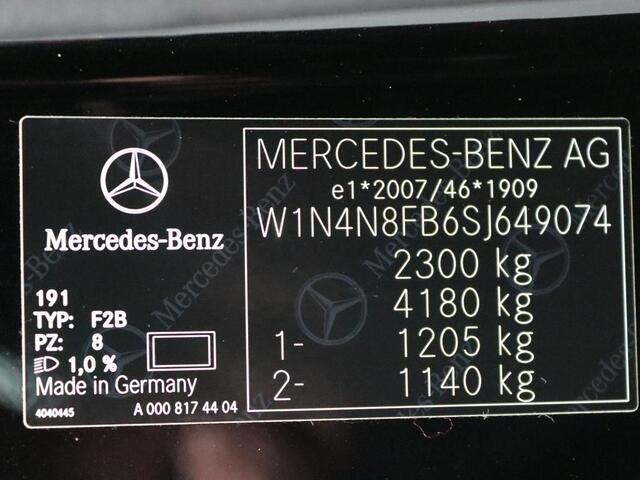 Mercedes-Benz
191
TYP: F2B
PZ: 8
1,0 %
Made in Germany
4040445 A 000 817 44 04
MERCEDES-BENZ AG
e1*2007/46*1909
W1N4N8FB6SJ649074
2300 kg
4180 kg
1- 1205 kg
2- 1140 kg